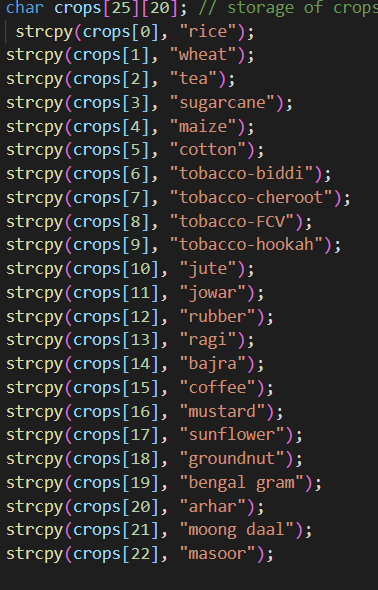 char crops[25][20]; // storage of crops
strcpy(crops[0], "rice");
strcpy(crops[1], "wheat");
strcpy(crops[2], "tea");
strcpy(crops[3], "sugarcane");
strcpy(crops[4], "maize");
strcpy(crops[5], "cotton");
strcpy(crops[6], "tobacco-biddi");
strcpy(crops[7], "tobacco-cheroot");
strcpy(crops[8], "tobacco-FCV");
strcpy(crops[9], "tobacco-hookah");
strcpy(crops[10], "jute");
strcpy(crops[11], "jowar");
strcpy(crops[12], "rubber");
strcpy(crops[13], "ragi");
strcpy(crops[14], "bajra");
strcpy(crops[15], "coffee");
strcpy(crops[16], "mustard");
strcpy(crops[17], "sunflower");
strcpy(crops[18], "groundnut");
strcpy(crops[19], "bengal gram");
strcpy(crops[20], "arhar");
strcpy(crops[21], "moong daal");
strcpy(crops[22], "masoor");